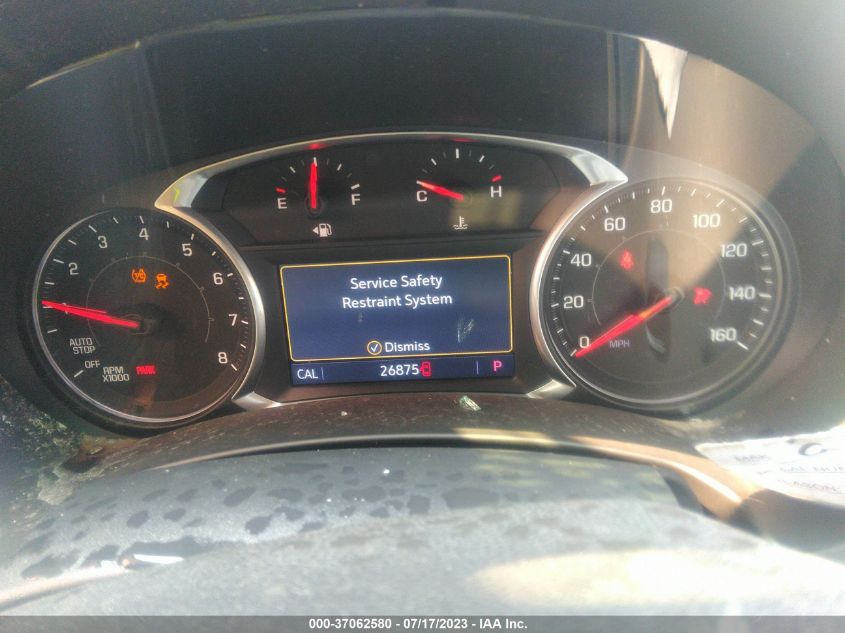 E F
C H
1 2 3 4 5 6 7 8
AUTO
STOP
OFF
RPM
X1000
PARK
Service Safety
Restraint System
Dismiss
CAL 26875 P
0 20 40 60 80 100 120 140 160
MPH
000-37062580 - 07/17/2023 - IAA Inc.